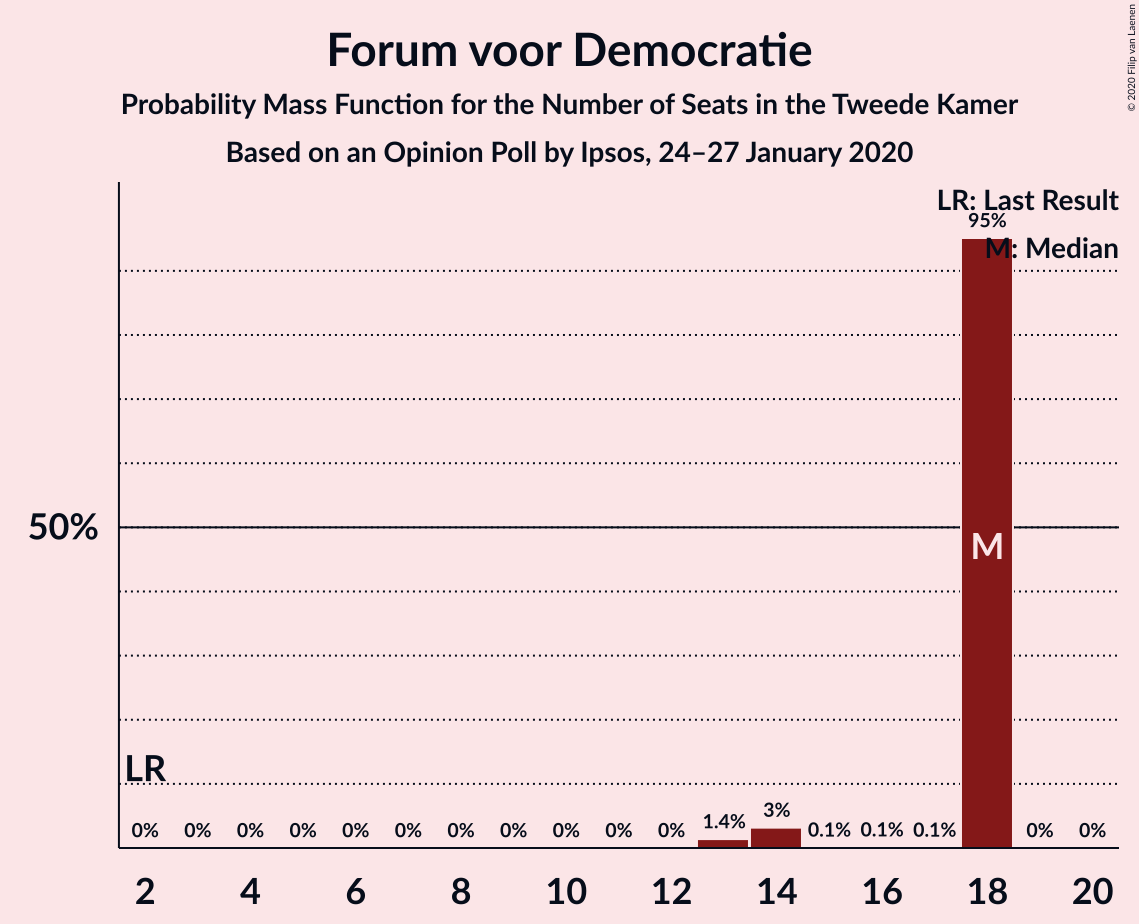 Forum voor Democratie
Probability Mass Function for the Number of Seats in the Tweede Kamer
Based on an Opinion Poll by Ipsos, 24–27 January 2020
© 2020 Filip van Laenen
LR: Last Result
95%
M: Median
50%
M
LR
0% 0% 0% 0% 0% 0% 0% 0% 0% 0% 0% 1.4% 3% 0.1% 0.1% 0.1% 0% 0%
2 4 6 8 10 12 14 16 18 20